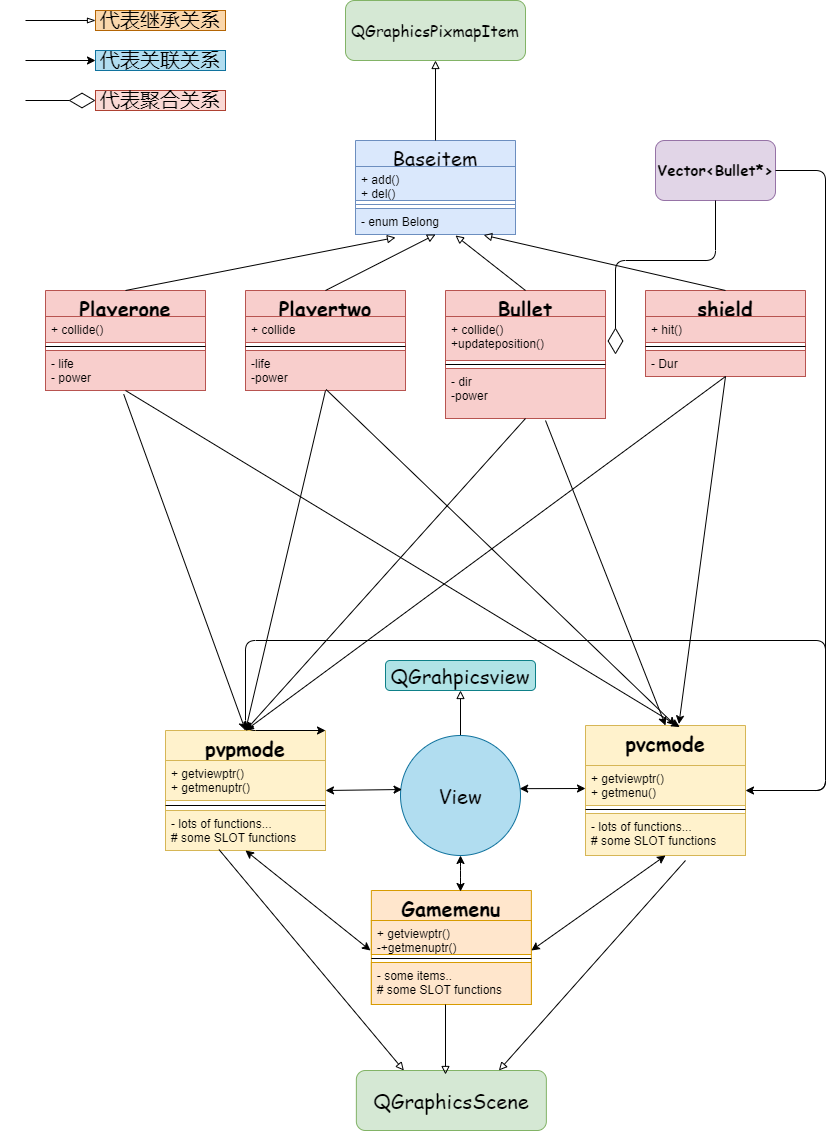 代表继承关系
代表关联关系
代表聚合关系
QGraphicsPixmapItem
Baseitem
+ add()
+ del()
- enum Belong
Vector<Bullet*>
Playerone
+ collide()
- life
- power
Playertwo
+ collide
-life
-power
Bullet
+ collide()
+updateposition()
- dir
-power
shield
+ hit()
- Dur
QGrahpicsview
View
pvpmode
+ getviewptr()
+ getmenuptr()
- lots of functions...
# some SLOT functions
pvcmode
+ getviewptr()
+ getmenu()
- lots of functions...
# some SLOT functions
Gamemenu
+ getviewptr()
-+getmenuptr()
- some items..
# some SLOT functions
QGraphicsScene